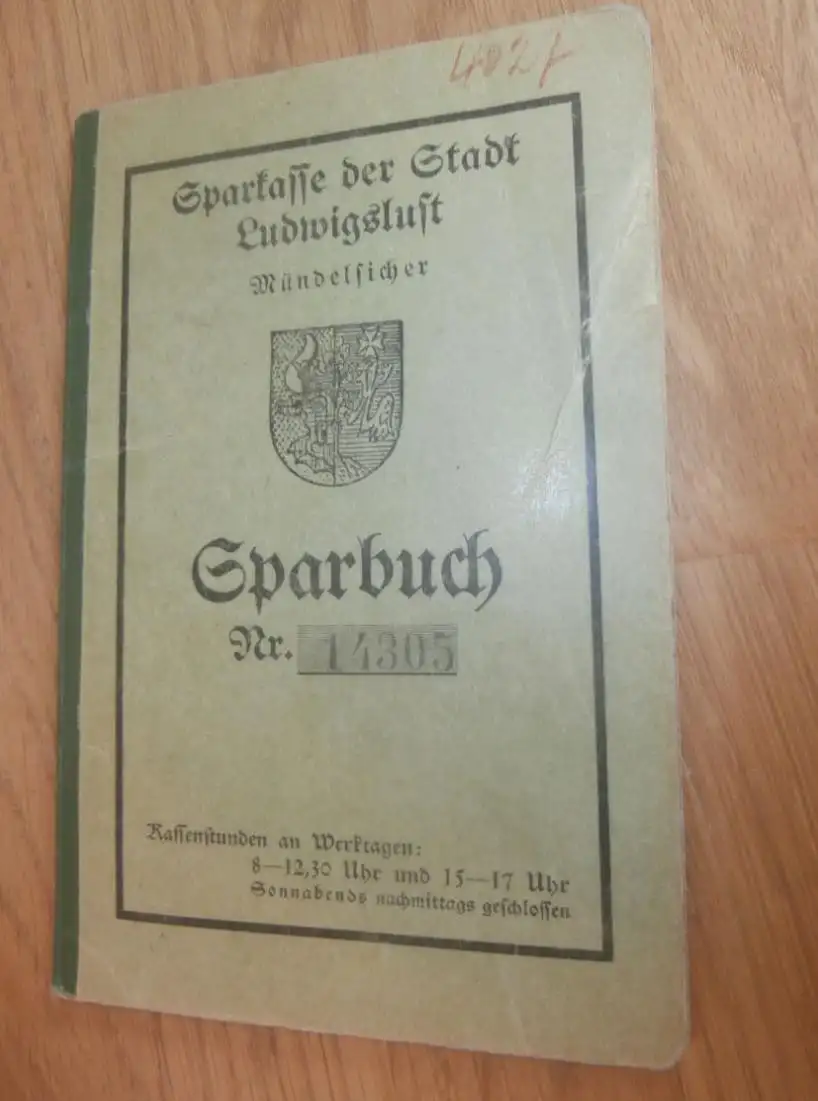 Sparkasse der Stadt
Ludwigslust
Mündelsicher
Sparbuch
Nr. 14305
Kassenstunden an Werktagen:
8—12,30 Uhr und 15—17 Uhr
Sonnabends nachmittags geschlossen